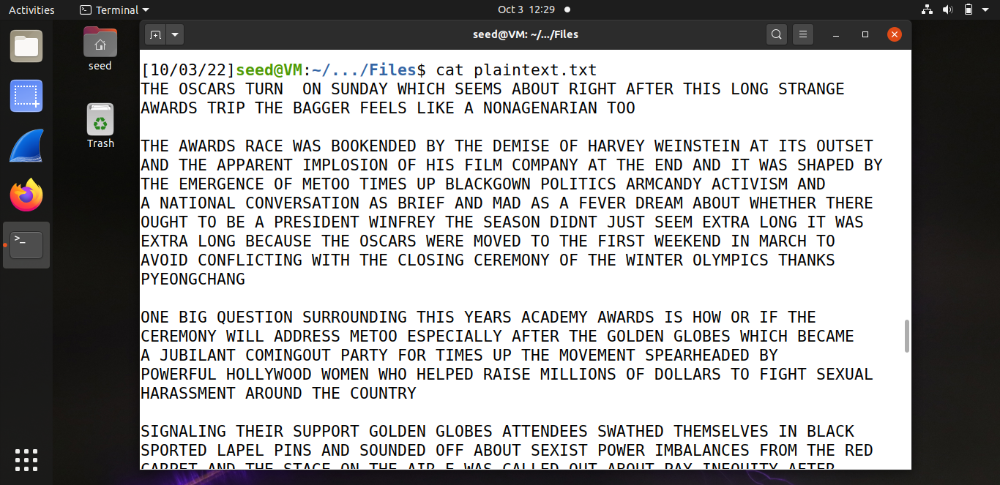 Activities Terminal Oct 3 12:29
seed@VM: ~/.../Files
seed
Trash
[10/03/22]seed@VM:~/.../Files$ cat plaintext.txt
THE OSCARS TURN  ON SUNDAY WHICH SEEMS ABOUT RIGHT AFTER THIS LONG STRANGE
AWARDS TRIP THE BAGGER FEELS LIKE A NONAGENARIAN TOO

THE AWARDS RACE WAS BOOKENDED BY THE DEMISE OF HARVEY WEINSTEIN AT ITS OUTSET
AND THE APPARENT IMPLOSION OF HIS FILM COMPANY AT THE END AND IT WAS SHAPED BY
THE EMERGENCE OF METOO TIMES UP BLACKGOWN POLITICS ARMCANDY ACTIVISM AND
A NATIONAL CONVERSATION AS BRIEF AND MAD AS A FEVER DREAM ABOUT WHETHER THERE
OUGHT TO BE A PRESIDENT WINFREY THE SEASON DIDNT JUST SEEM EXTRA LONG IT WAS
EXTRA LONG BECAUSE THE OSCARS WERE MOVED TO THE FIRST WEEKEND IN MARCH TO
AVOID CONFLICTING WITH THE CLOSING CEREMONY OF THE WINTER OLYMPICS THANKS
PYEONGCHANG

ONE BIG QUESTION SURROUNDING THIS YEARS ACADEMY AWARDS IS HOW OR IF THE
CEREMONY WILL ADDRESS METOO ESPECIALLY AFTER THE GOLDEN GLOBES WHICH BECAME
A JUBILANT COMINGOUT PARTY FOR TIMES UP THE MOVEMENT SPEARHEADED BY
POWERFUL HOLLYWOOD WOMEN WHO HELPED RAISE MILLIONS OF DOLLARS TO FIGHT SEXUAL
HARASSMENT AROUND THE COUNTRY

SIGNALING THEIR SUPPORT GOLDEN GLOBES ATTENDEES SWATHED THEMSELVES IN BLACK
SPORTED LAPEL PINS AND SOUNDED OFF ABOUT SEXIST POWER IMBALANCES FROM THE RED
CARPET AND THE STAGE ON THE AIR E WAS CALLED OUT ABOUT PAY INEQUITY AFTER